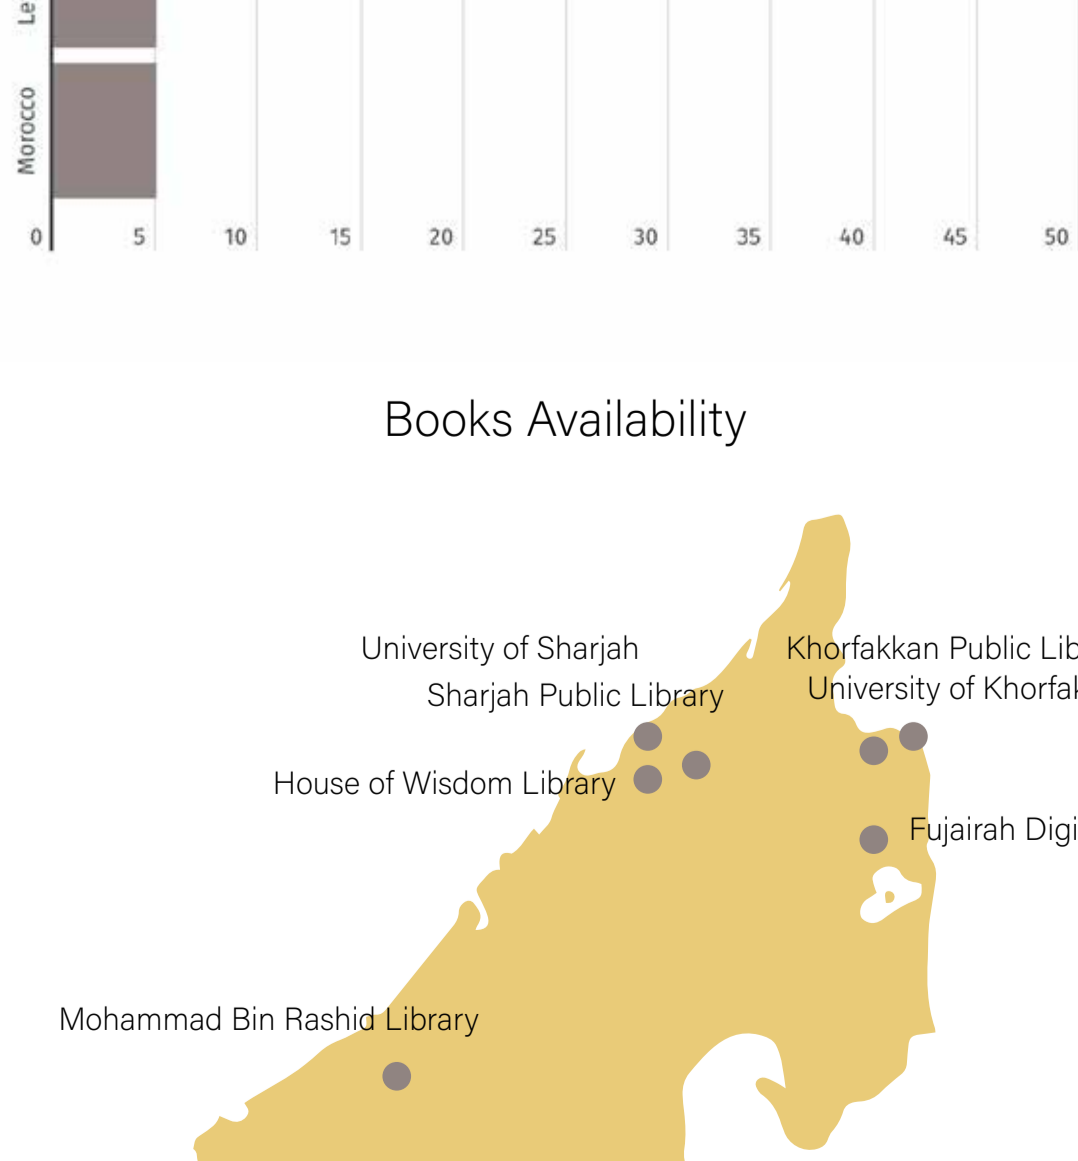 Le
Morocco
0 5 10 15 20 25 30 35 40 45 50
Books Availability
University of Sharjah
Khorfakkan Public Lib
University of Khorfak
Sharjah Public Library
House of Wisdom Library
Fujairah Digi
Mohammad Bin Rashid Library